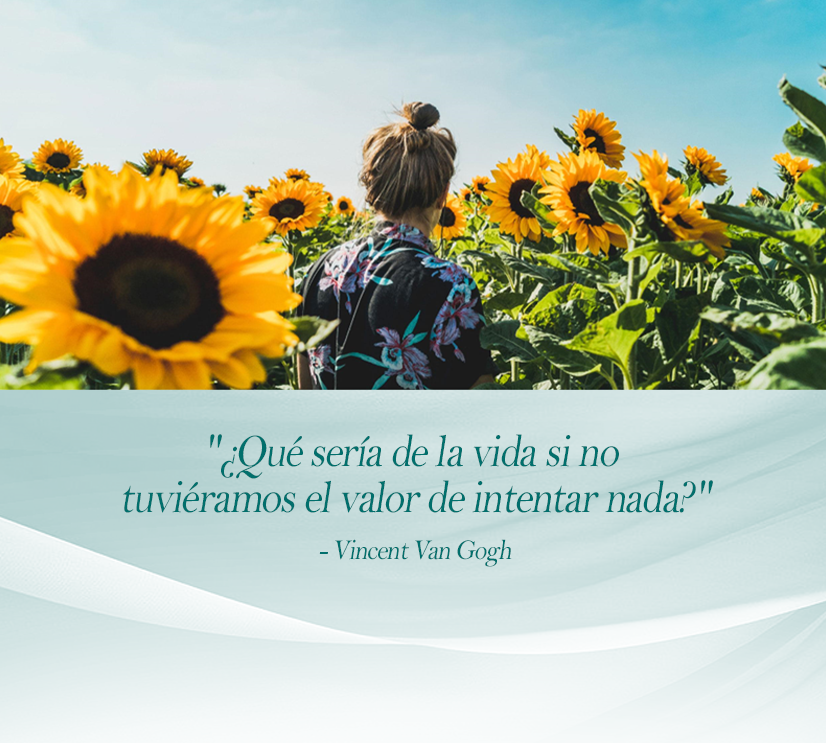 "¿Qué sería de la vida si no
tuviéramos el valor de intentar nada?"
- Vincent Van Gogh